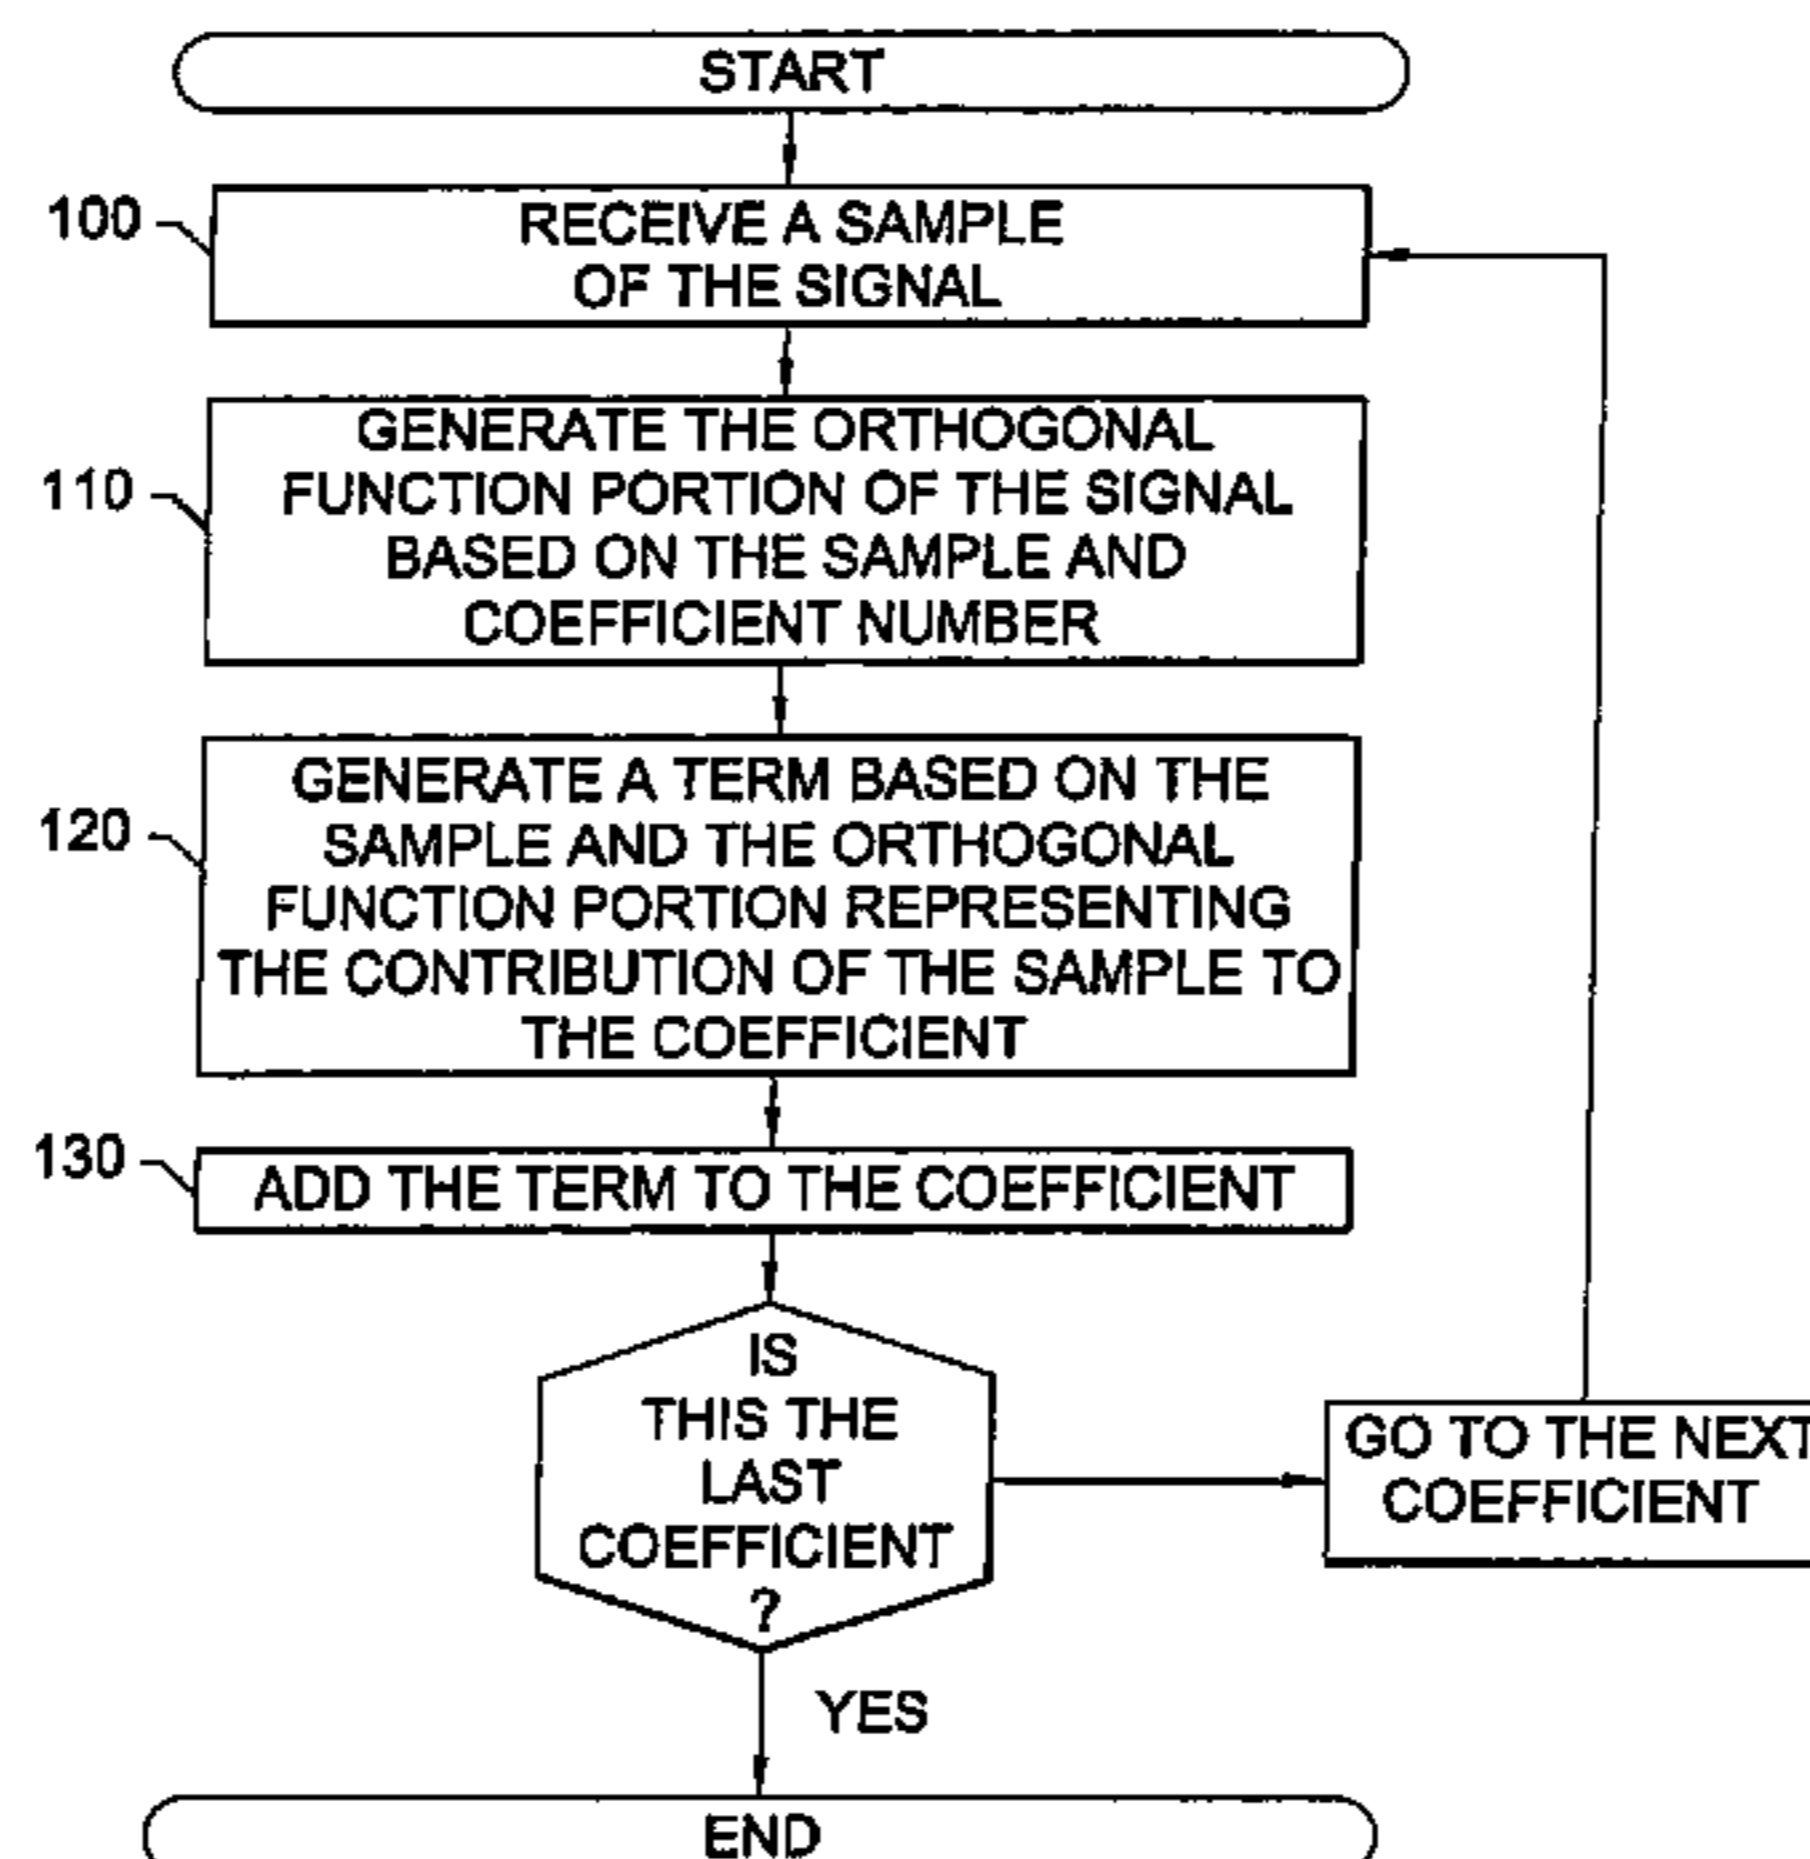 START
100
RECEIVE A SAMPLE
OF THE SIGNAL
110
GENERATE THE ORTHOGONAL
FUNCTION PORTION OF THE SIGNAL
BASED ON THE SAMPLE AND
COEFFICIENT NUMBER
120
GENERATE A TERM BASED ON THE
SAMPLE AND THE ORTHOGONAL
FUNCTION PORTION REPRESENTING
THE CONTRIBUTION OF THE SAMPLE TO
THE COEFFICIENT
130
ADD THE TERM TO THE COEFFICIENT
IS
THIS THE
LAST
COEFFICIENT
?
GO TO THE NEXT
COEFFICIENT
YES
END